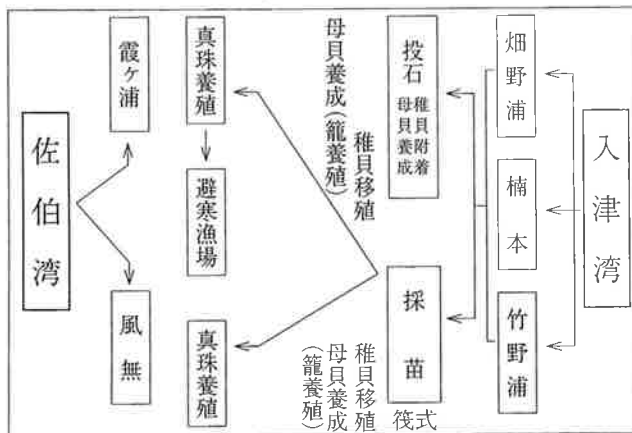 入津湾
畑野浦
楠本
竹野浦
投石 稚貝附着
母貝養成
採苗
筏式
稚貝移殖
母貝養成(籠養殖)
稚貝移殖
母貝養成
(籠養殖)
真珠養殖
避寒漁場
真珠養殖
霞ヶ浦
風無
佐伯湾